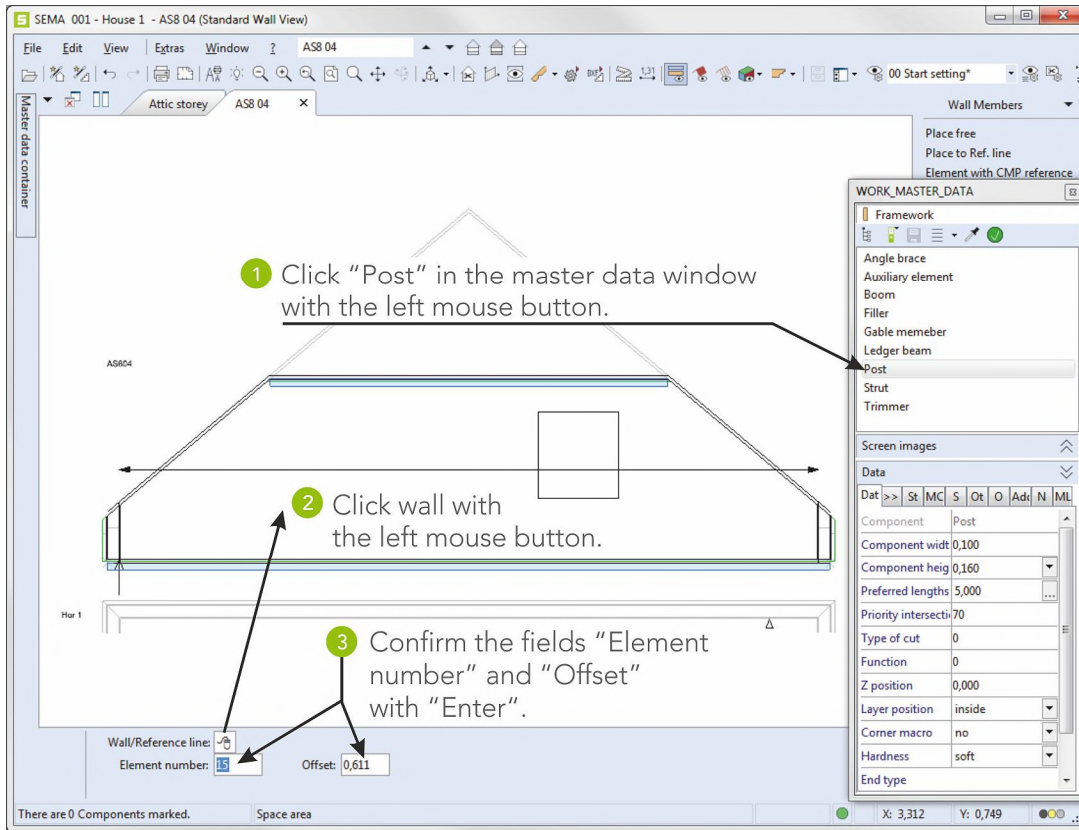 SEMA 001 - House 1 - AS8 04 (Standard Wall View)
File Edit View Extras Window ? AS8 04
00 Start setting*
Attic storey AS8 04
Master data container
Wall Members
Place free
Place to Ref. line
Element with CMP reference
WORK_MASTER_DATA
Framework
Angle brace
Auxiliary element
Boom
Filler
Gable memeber
Ledger beam
Post
Strut
Trimmer
Screen images
Data
Dat >> St MC S Ot O Add N ML
Component Post
Component widt 0,100
Component heig 0,160
Preferred lengths 5,000
Priority intersecti 70
Type of cut 0
Function 0
Z position 0,000
Layer position inside
Corner macro no
Hardness soft
End type
1 Click “Post” in the master data window
with the left mouse button.
AS804
2 Click wall with
the left mouse button.
Har 1
3 Confirm the fields “Element
number” and “Offset”
with “Enter”.
Wall/Reference line:
Element number: 15 Offset: 0,611
There are 0 Components marked. Space area X: 3,312 Y: 0,749